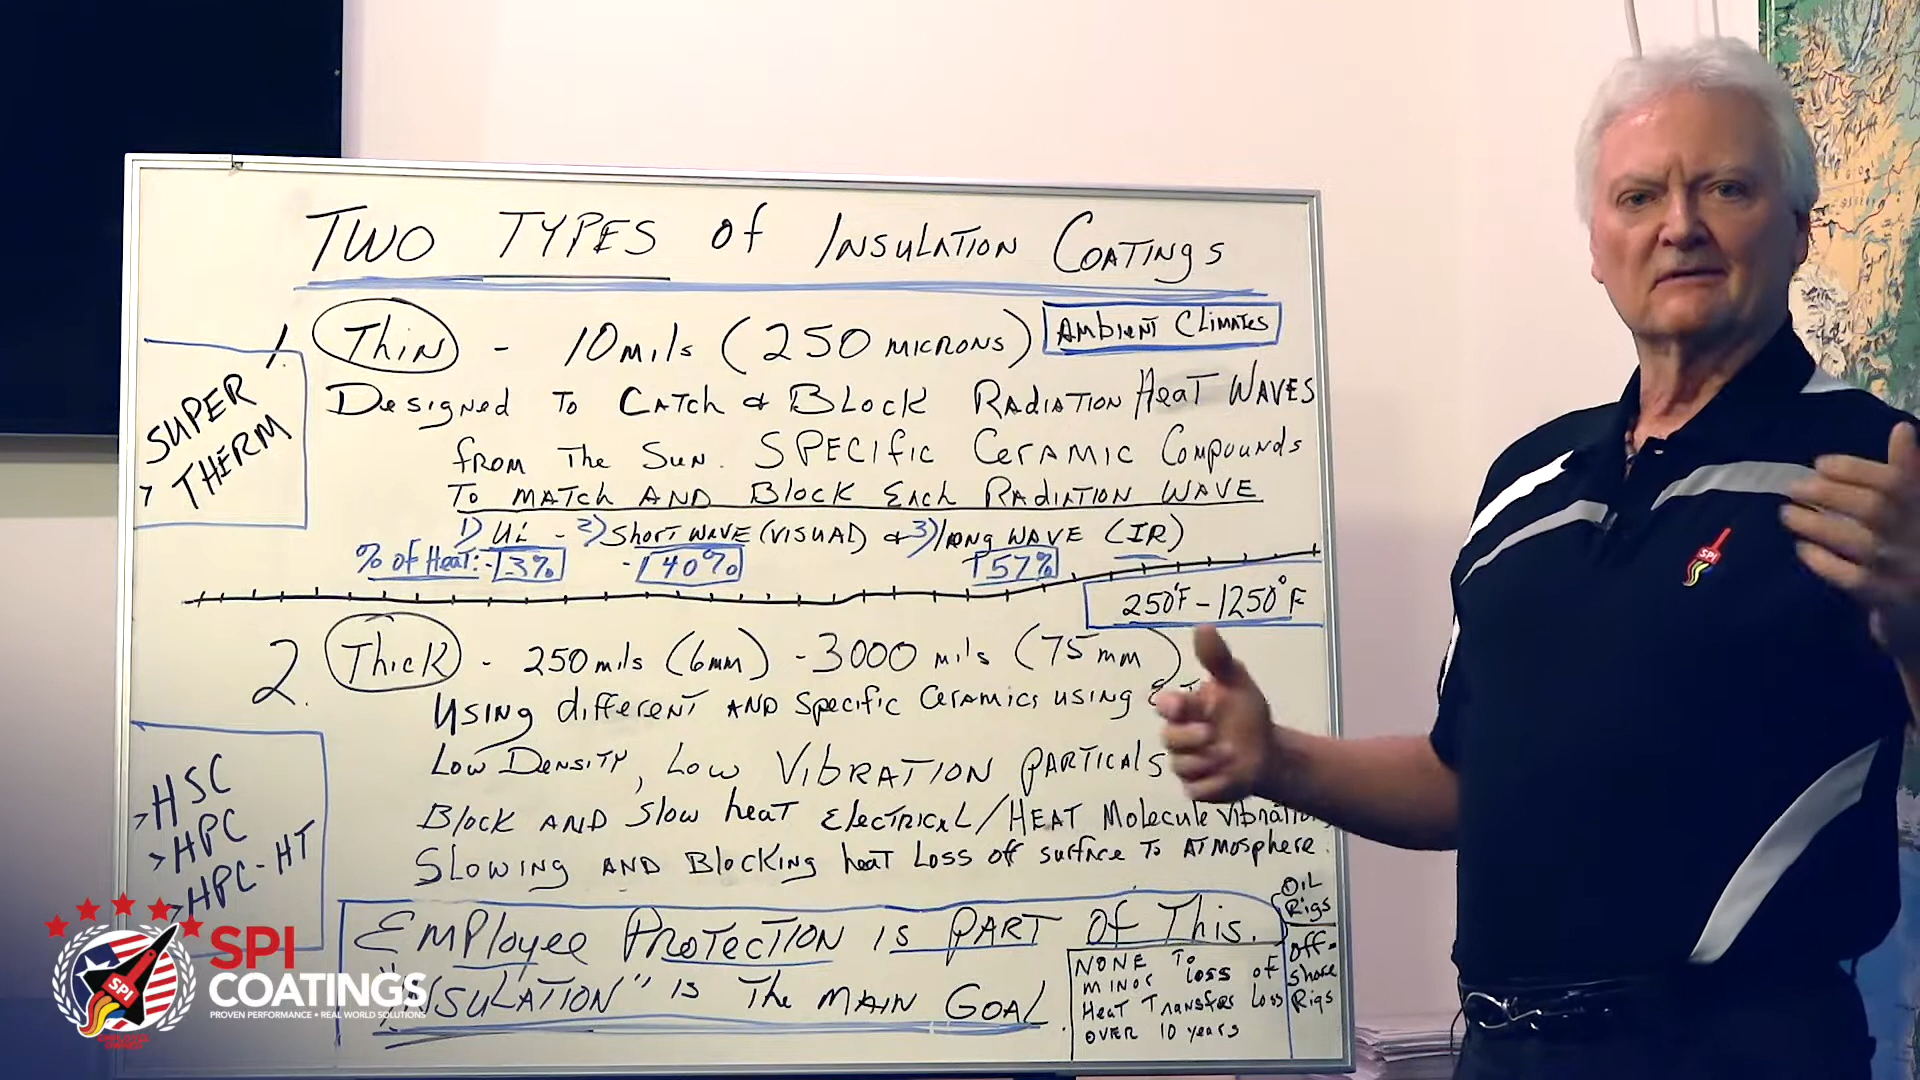 TWO TYPES of INSULATION COATINGS
1. Thin - 10 mils (250 MICRONS)
AMBIENT CLIMATES
Designed To CATCH & BLOCK RADIATION HEAT WAVES
from The Sun. SPECIFIC CERAMIC Compounds
To MATCH AND BLOCK Each RADIATION WAVE
1) UV - 2) Short WAVE (VISUAL) & 3) long WAVE (IR)
% of Heat: - 3% - 40% 57%
SUPER
THERM
250°F - 1250°F
2. Thick - 250 mils (6mm) - 3000 mils (75 mm)
USING different AND specific Ceramics using
Low Density, Low VIBRATION PARTICALS
Block AND Slow heat Electrical/HEAT Molecule
Slowing AND Blocking heat Loss off surface To ATMOSPHERE.
> HSC
> HPC
> HPC-HT
EMPloyee PROTECTION is PART Of This.
"INSULATION" is The MAIN GOAL.
NONE To
MINOR Loss of
HEAT TRANSFER Loss
OVER 10 years
OIL
Rigs
Off-
Shore
Rigs
SPI
SPI
SPI
COATINGS
PROVEN PERFORMANCE • REAL WORLD SOLUTIONS